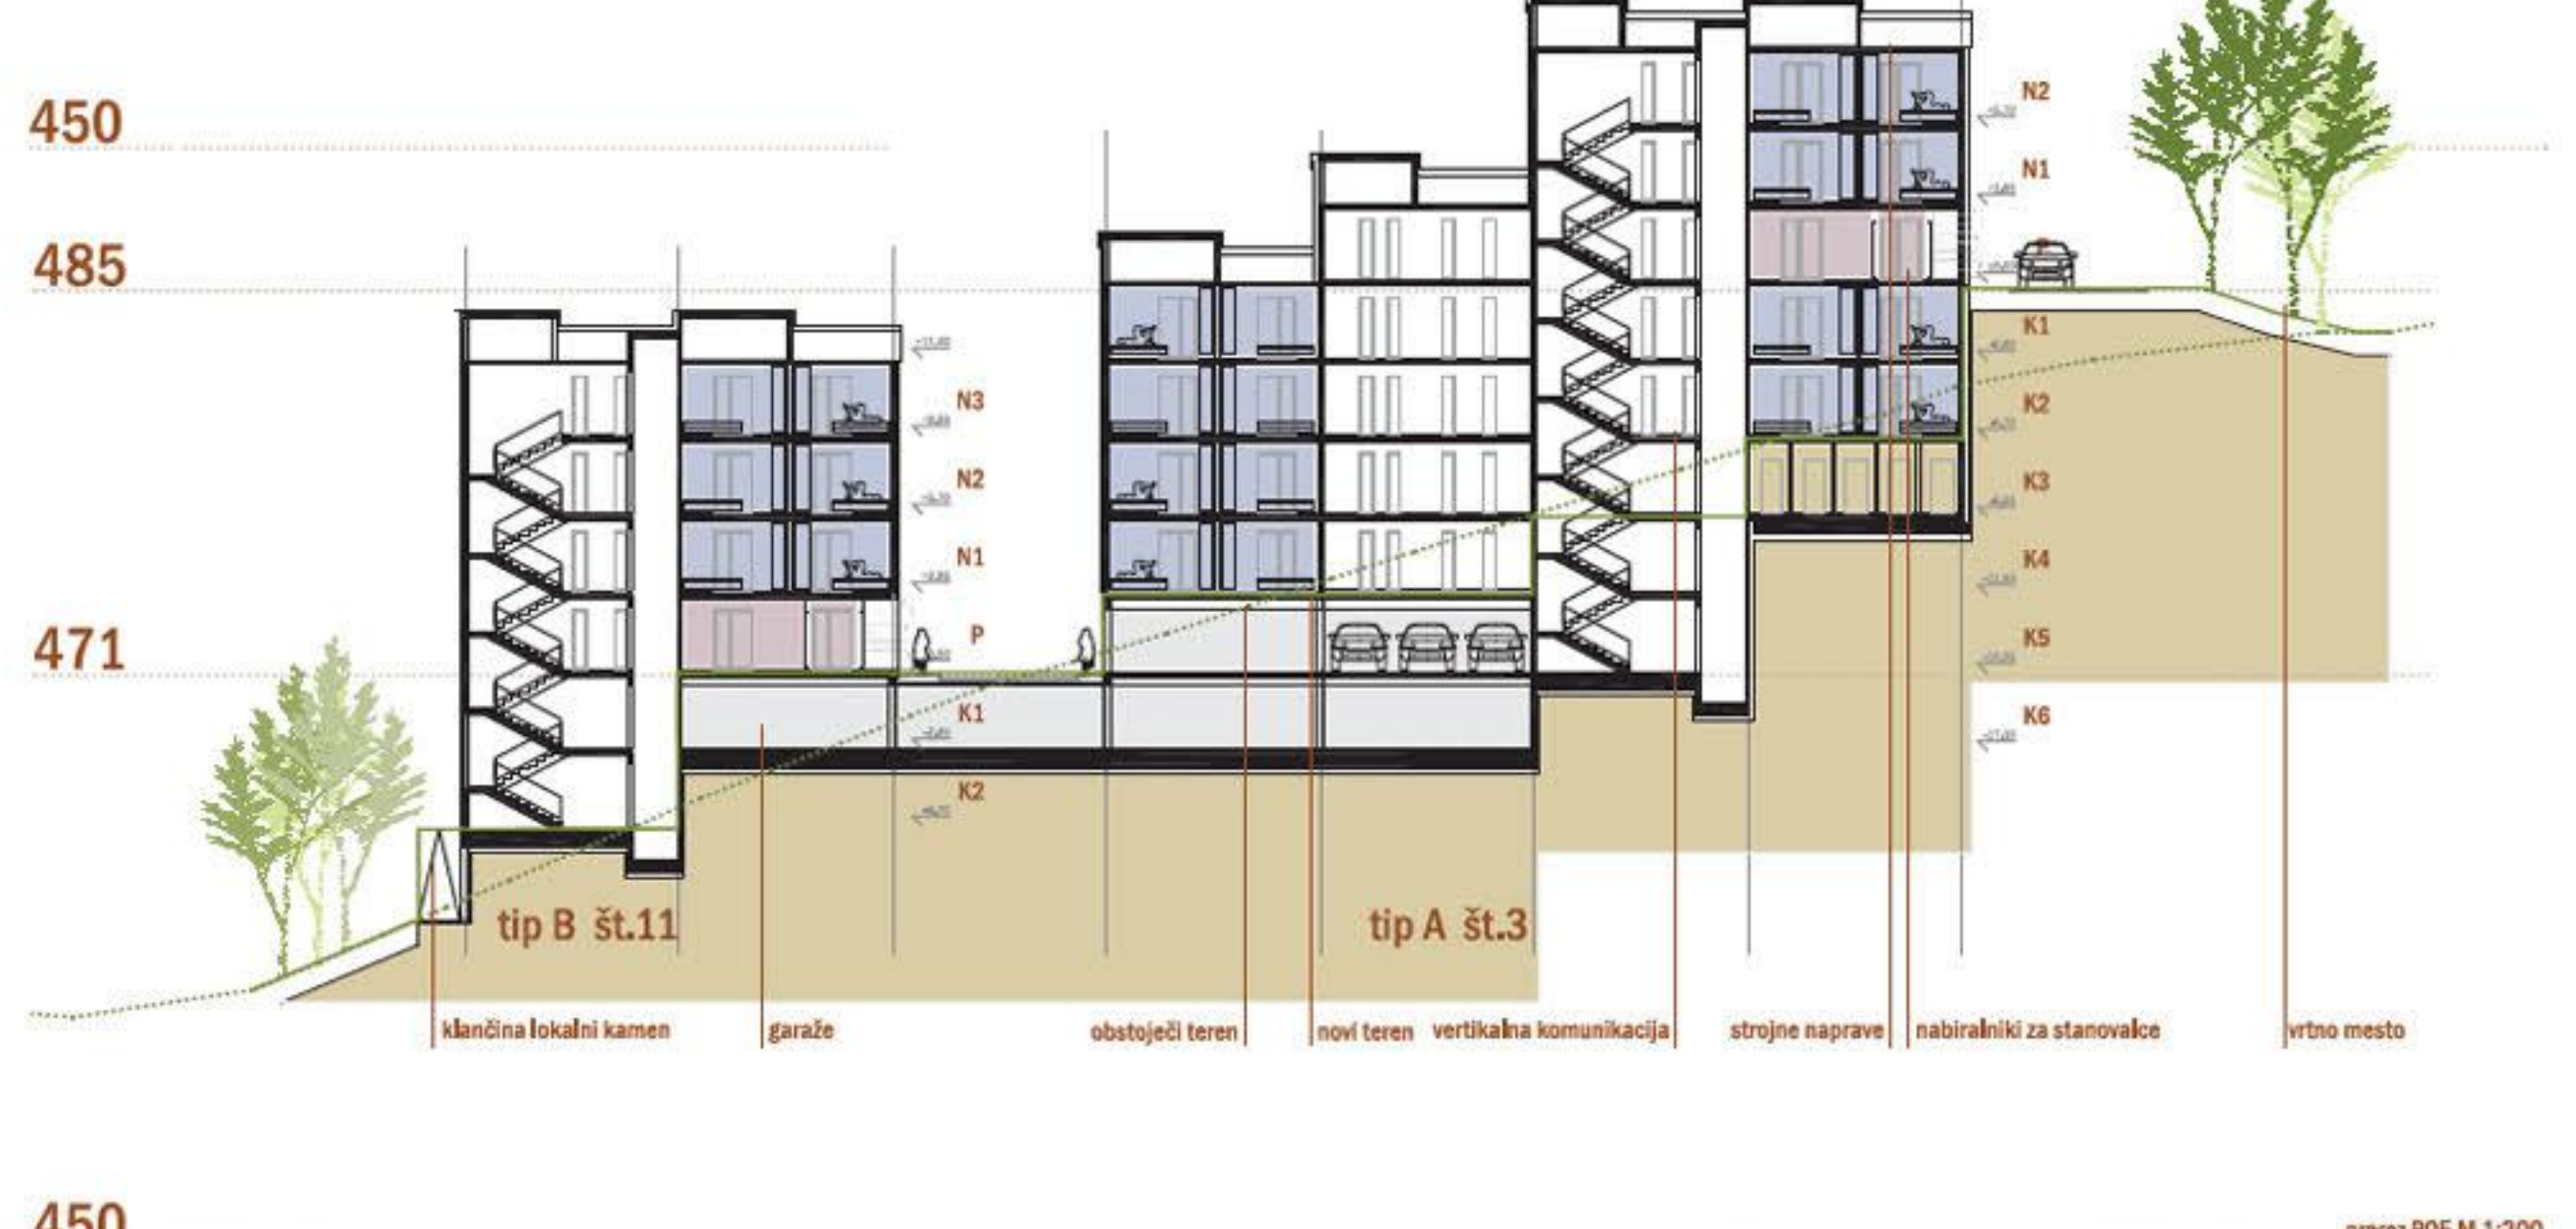 450
485
471
N3
N2
N1
P
K1
K2
N2
N1
K1
K2
K3
K4
K5
K6
tip B št.11
tip A št.3
klančina lokalni kamen
garaže
obstoječi teren
novi teren
vertikalna komunikacija
strojne naprave
nabiralniki za stanovalce
vrtno mesto
450